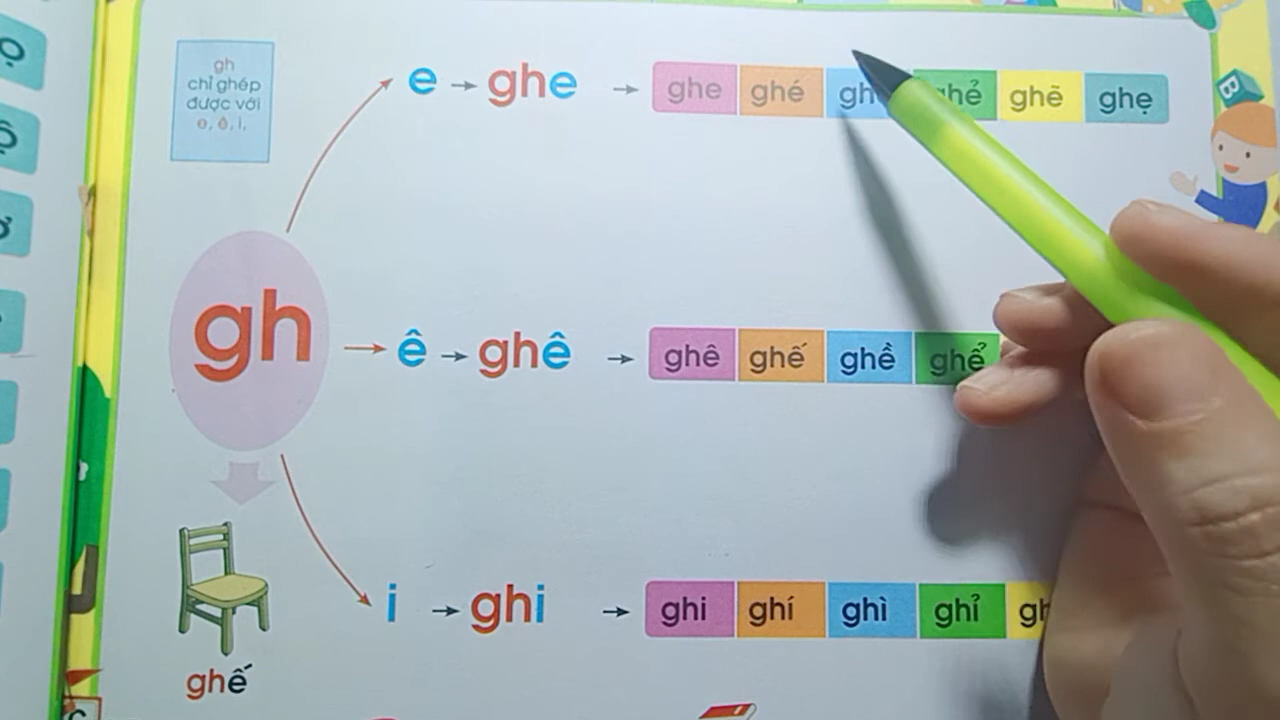 gh
chỉ ghép
được với
e, ê, i,
e → ghe → ghe ghé ghẻ ghẽ ghẹ
gh
ê → ghê → ghê ghế ghề ghể
i → ghi → ghi ghí ghì ghỉ
ghế